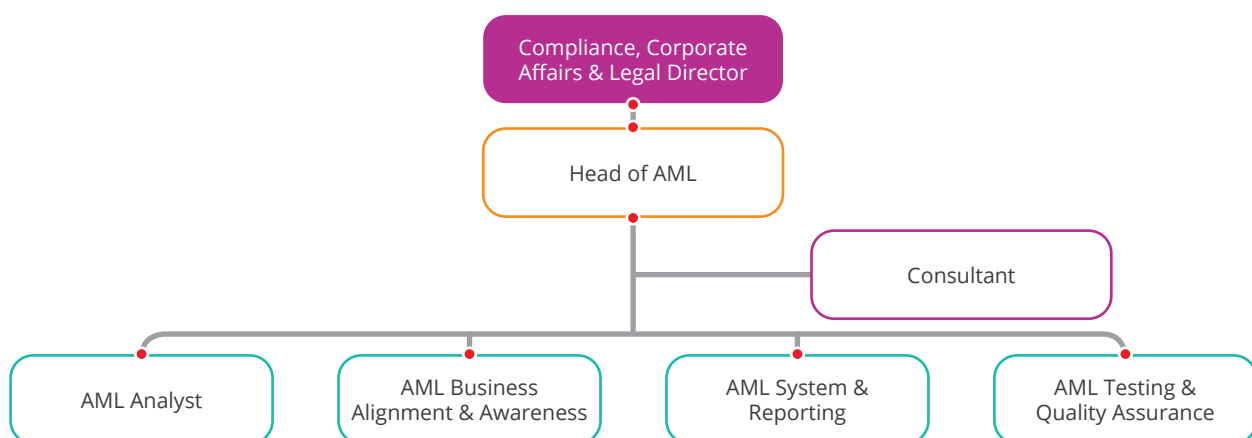 Compliance, Corporate
Affairs & Legal Director
Head of AML
Consultant
AML Analyst
AML Business
Alignment & Awareness
AML System &
Reporting
AML Testing &
Quality Assurance